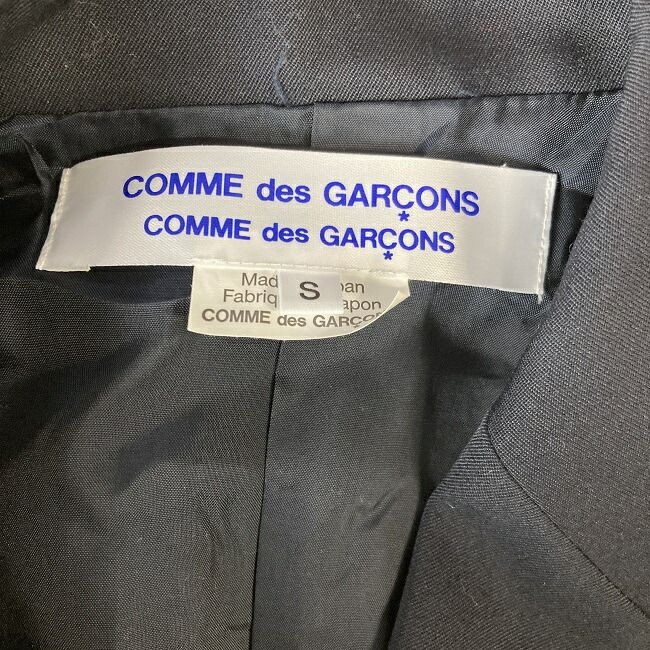 COMME des GARÇONS
*
COMME des GARÇONS
*
S
Mad pan
Fabriq apon
COMME des GARÇO